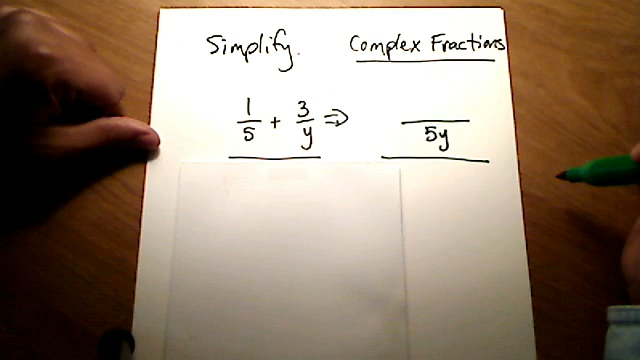 Simplify. Complex Fractions
1/5 + 3/y ⇒ /5y